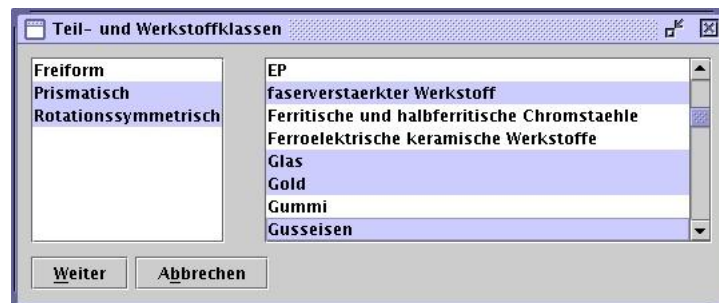 Teil- und Werkstoffklassen
Freiform
Prismatisch
Rotationssymmetrisch
EP
faserverstaerkter Werkstoff
Ferritische und halbferritische Chromstaehle
Ferroelektrische keramische Werkstoffe
Glas
Gold
Gummi
Gusseisen
Weiter
Abbrechen